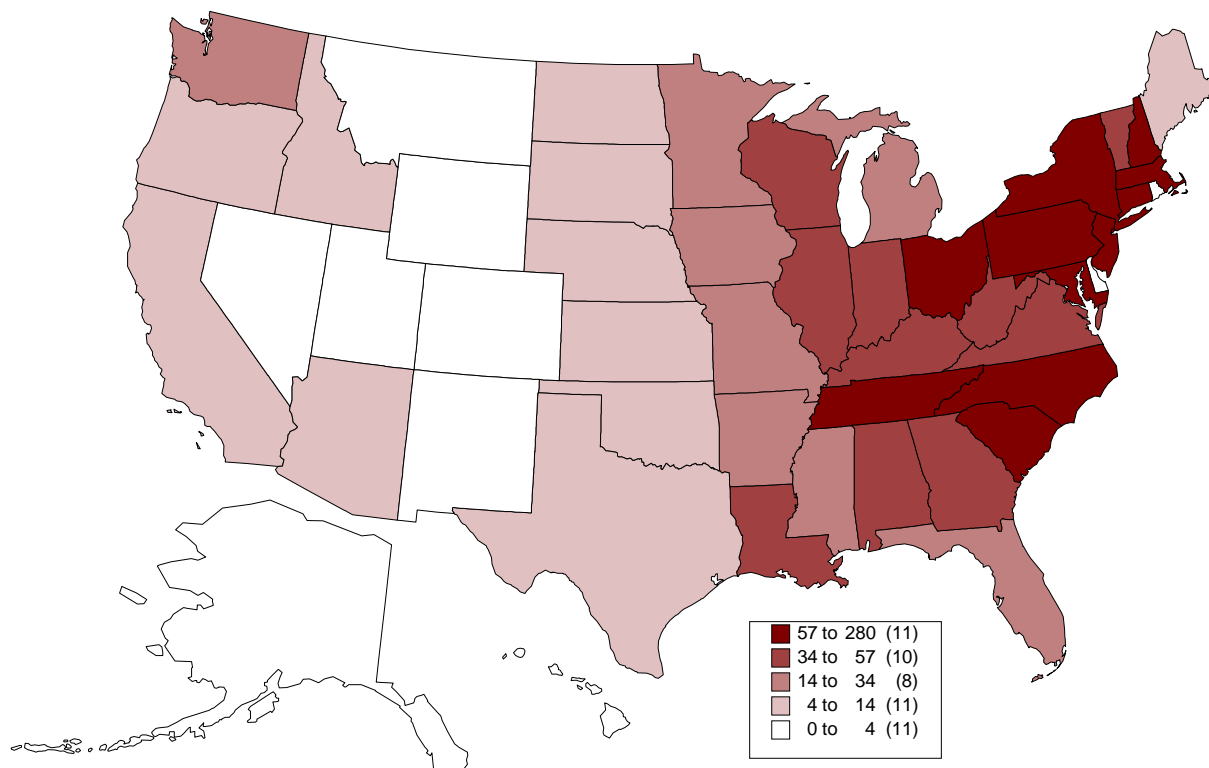 57 to 280 (11)
34 to 57 (10)
14 to 34 (8)
4 to 14 (11)
0 to 4 (11)